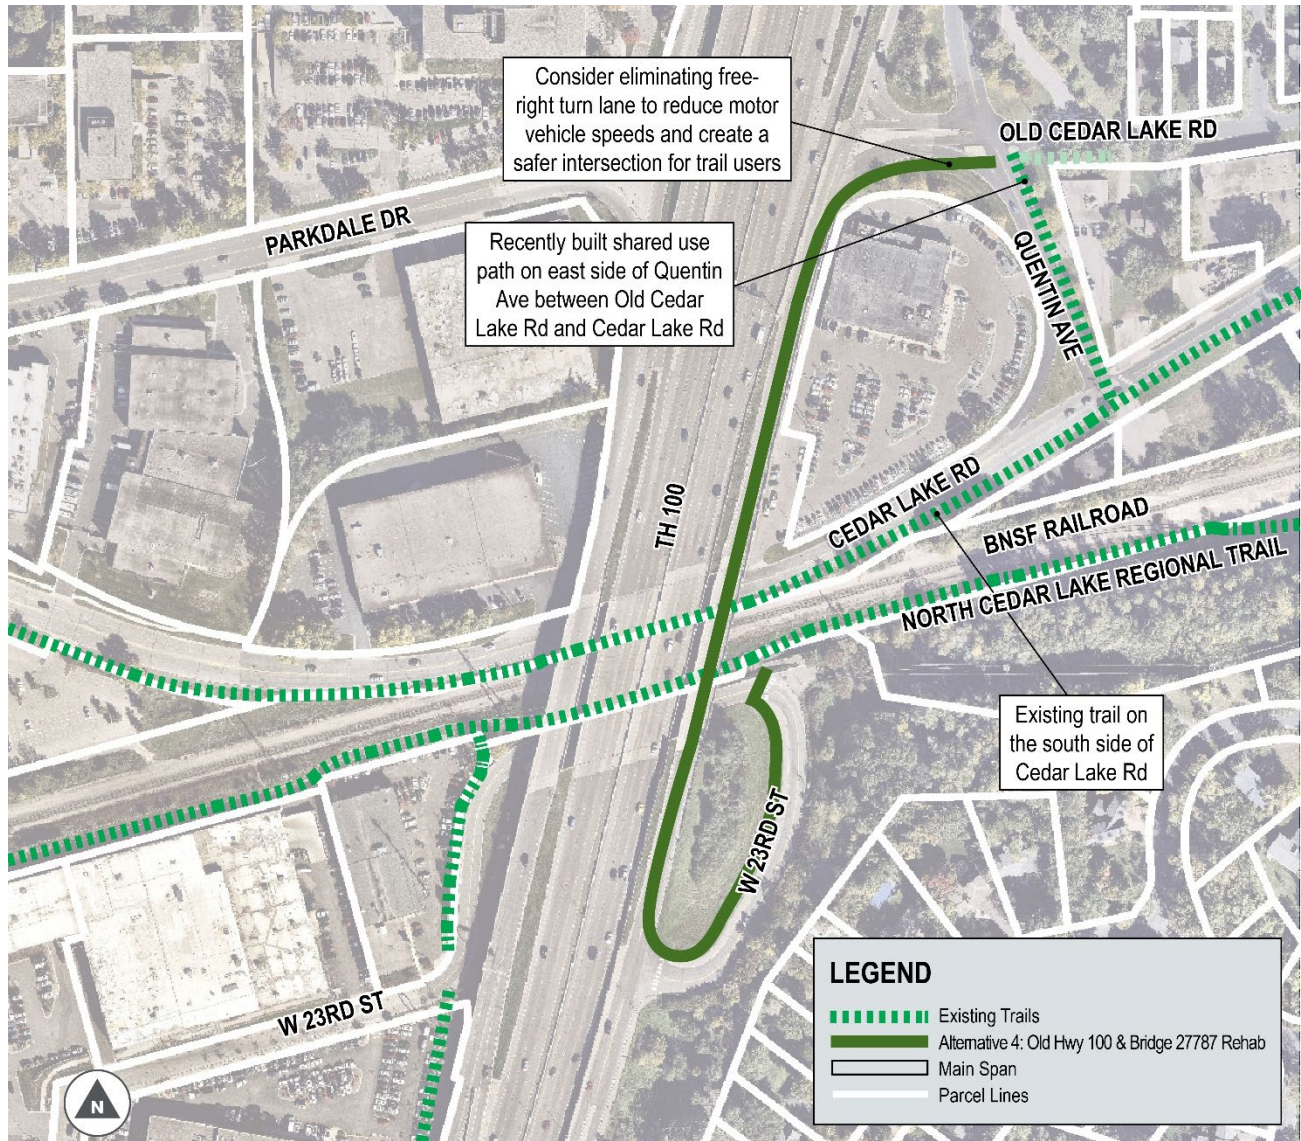 Consider eliminating free-
right turn lane to reduce motor
vehicle speeds and create a
safer intersection for trail users
OLD CEDAR LAKE RD
PARKDALE DR
Recently built shared use
path on east side of Quentin
Ave between Old Cedar
Lake Rd and Cedar Lake Rd
QUENTIN AVE
TH 100
CEDAR LAKE RD
BNSF RAILROAD
NORTH CEDAR LAKE REGIONAL TRAIL
Existing trail on
the south side of
Cedar Lake Rd
W 23RD ST
W 23RD ST
N
LEGEND
Existing Trails
Alternative 4: Old Hwy 100 & Bridge 27787 Rehab
Main Span
Parcel Lines